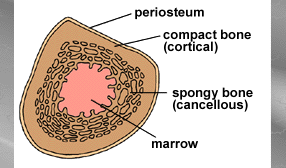 periosteum
compact bone
(cortical)
spongy bone
(cancellous)
marrow